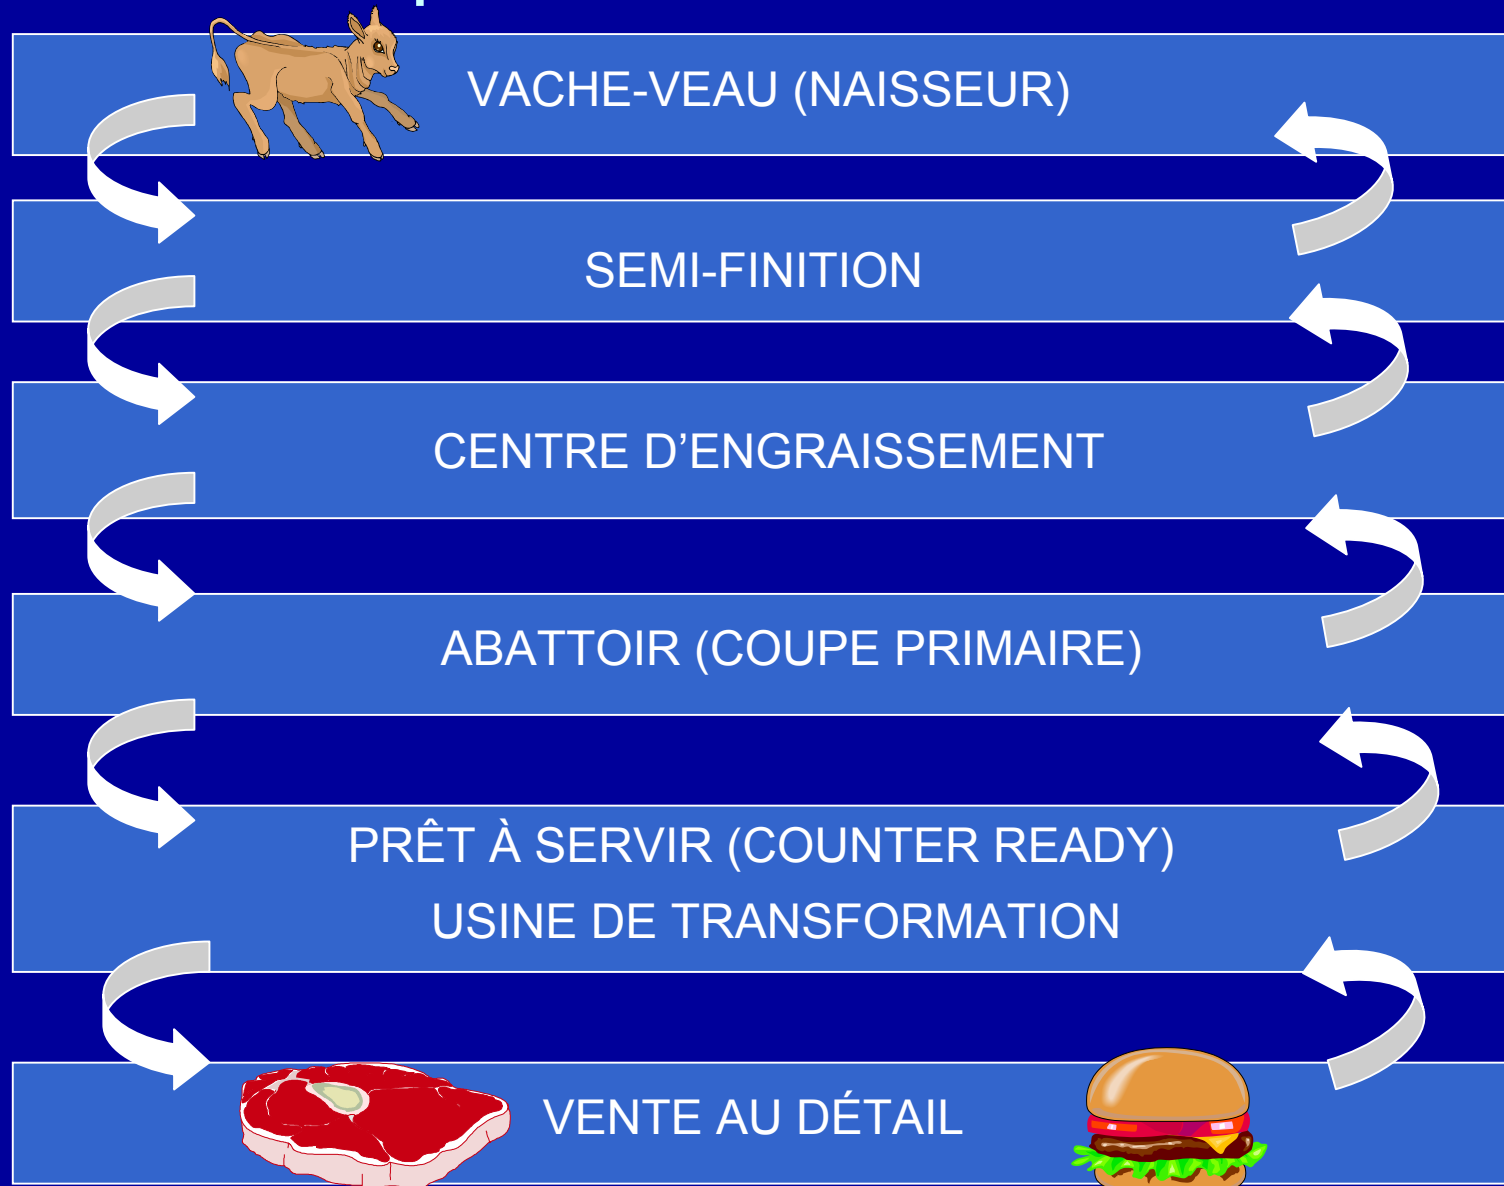 VACHE-VEAU (NAISSEUR)
SEMI-FINITION
CENTRE D’ENGRAISSEMENT
ABATTOIR (COUPE PRIMAIRE)
PRÊT À SERVIR (COUNTER READY)
USINE DE TRANSFORMATION
VENTE AU DÉTAIL